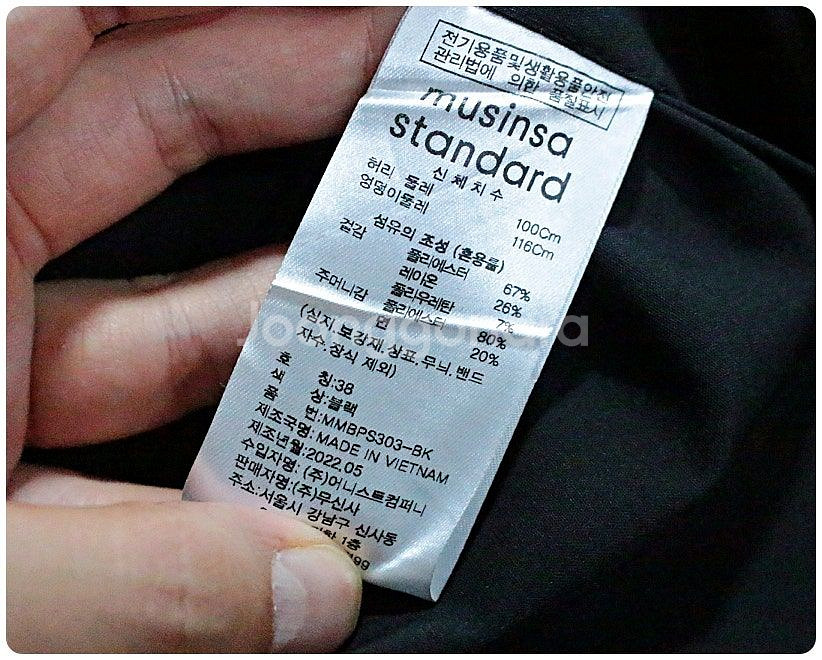 전기용품및생활용품안전
관리법에 의한 품질표시
musinsa
standard
신체치수
허리 둘레 100Cm
엉덩이둘레 116Cm
섬유의 조성 (혼용률)
겉감 폴리에스터 67%
레이온 26%
폴리우레탄 7%
주머니감 폴리에스터 80%
면 20%
(심지,보강재,상표,무늬,밴드
자수,장식 제외)
호 칭:38
색 상:블랙
품 번:MMBPS303-BK
제조국명:MADE IN VIETNAM
제조년월:2022.05
수입자명:(주)어니스트컴퍼니
판매자명:(주)무신사
주소:서울시 강남구 신사동
1층